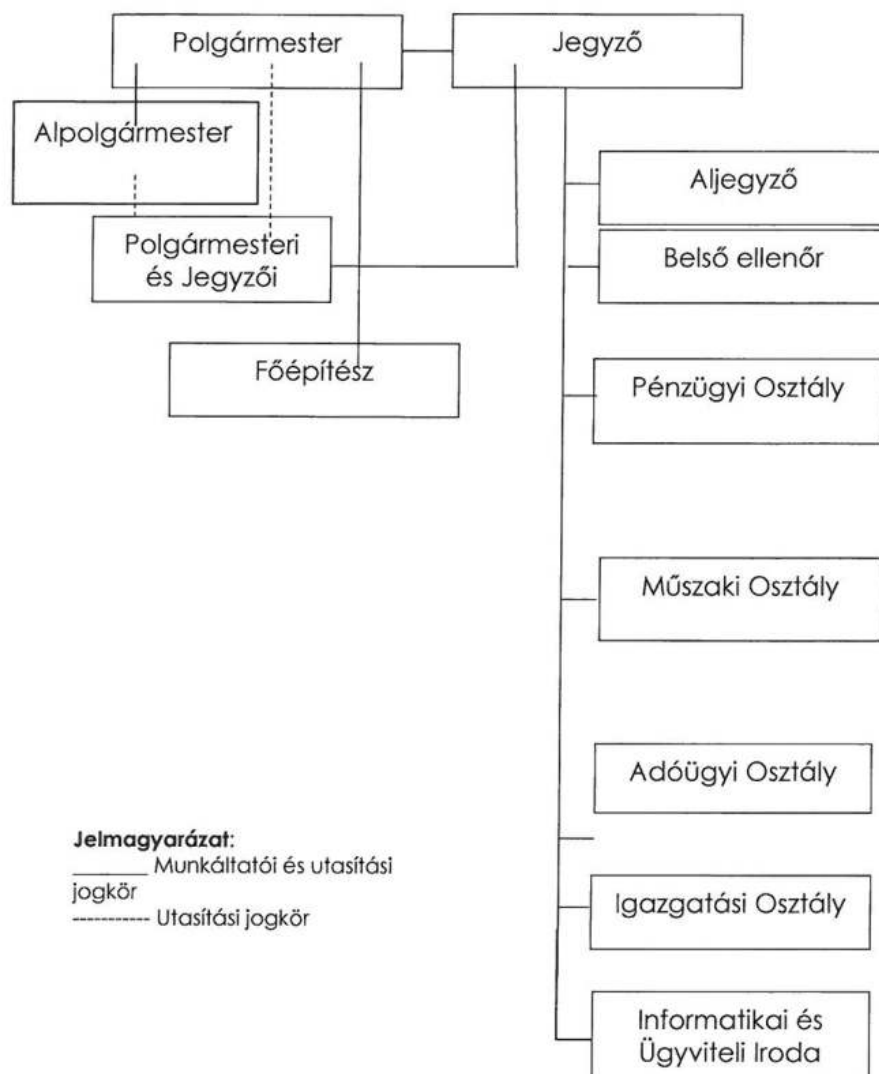 Polgármester
Jegyző
Alpolgármester
Aljegyző
Polgármesteri
és Jegyzői
Belső ellenőr
Főépítész
Pénzügyi Osztály
Műszaki Osztály
Adóügyi Osztály
Jelmagyarázat:
_______ Munkáltatói és utasítási
jogkör
----------- Utasítási jogkör
Igazgatási Osztály
Informatikai és
Ügyviteli Iroda